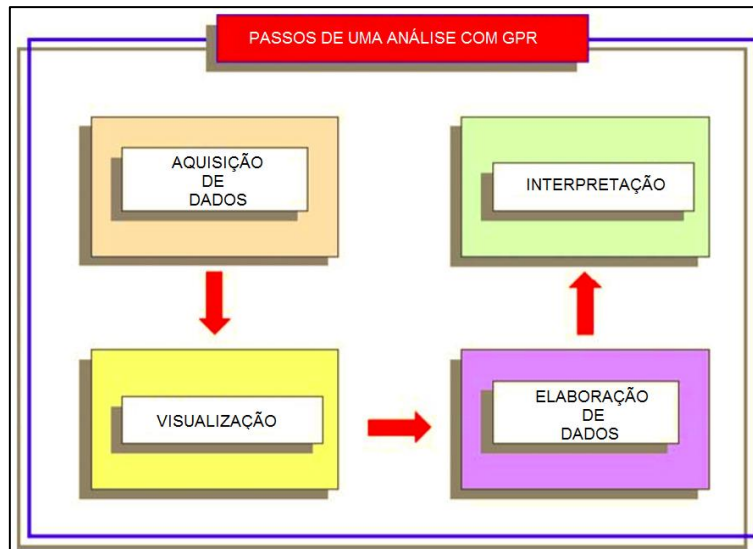 PASSOS DE UMA ANÁLISE COM GPR
AQUISIÇÃO
DE
DADOS
VISUALIZAÇÃO
ELABORAÇÃO
DE
DADOS
INTERPRETAÇÃO